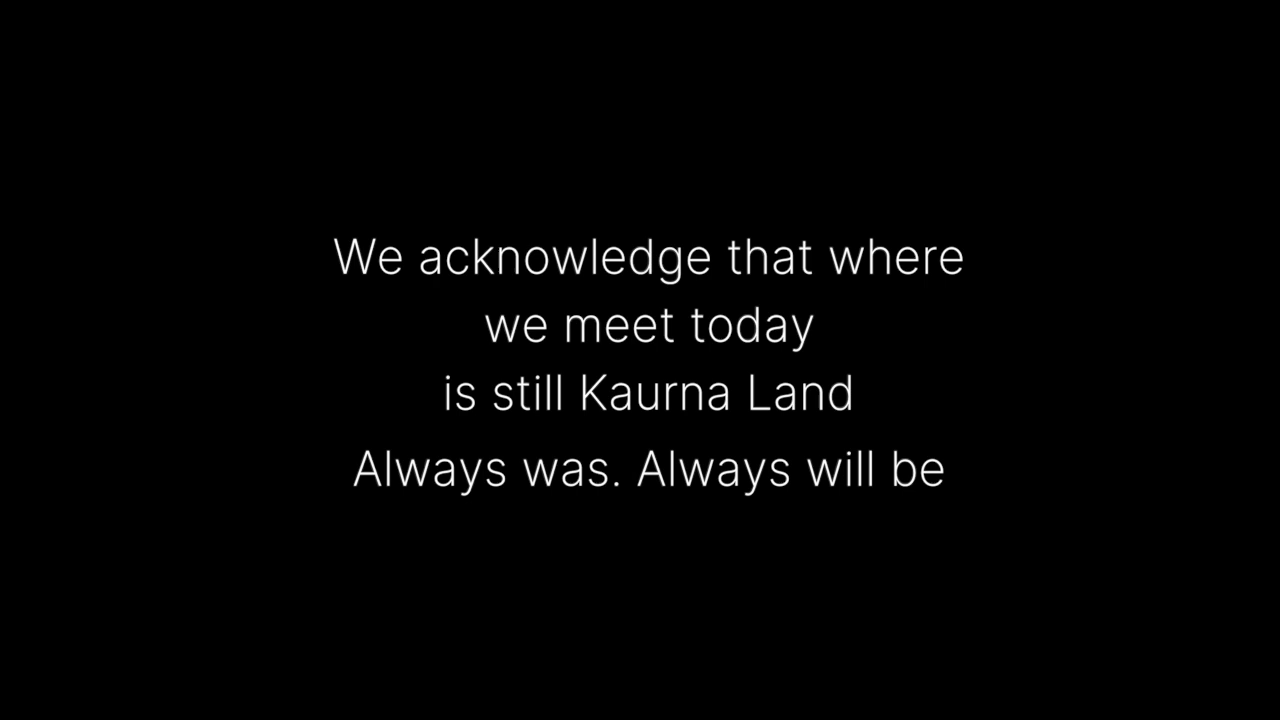 We acknowledge that where
we meet today
is still Kaurna Land
Always was. Always will be